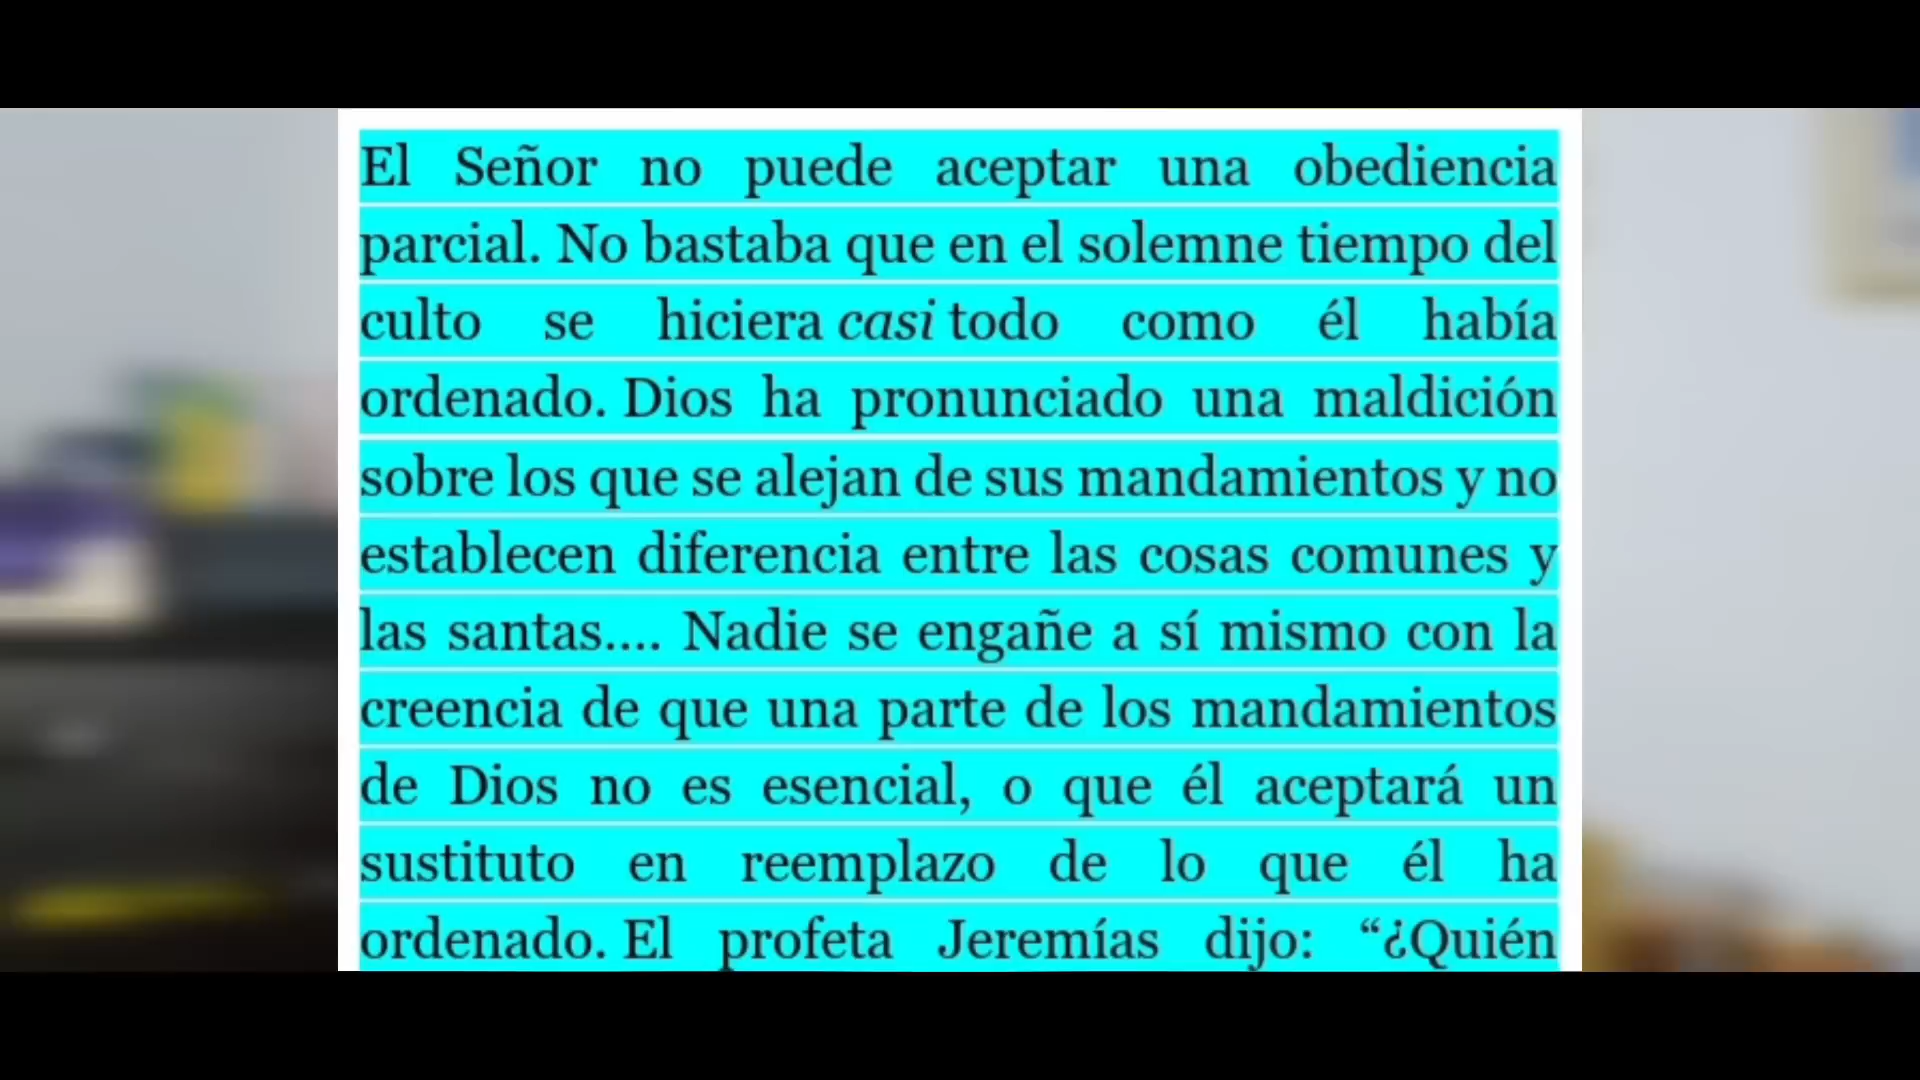 El Señor no puede aceptar una obediencia
parcial. No bastaba que en el solemne tiempo del
culto se hiciera casi todo como él había
ordenado. Dios ha pronunciado una maldición
sobre los que se alejan de sus mandamientos y no
establecen diferencia entre las cosas comunes y
las santas.... Nadie se engañe a sí mismo con la
creencia de que una parte de los mandamientos
de Dios no es esencial, o que él aceptará un
sustituto en reemplazo de lo que él ha
ordenado. El profeta Jeremías dijo: “¿Quién